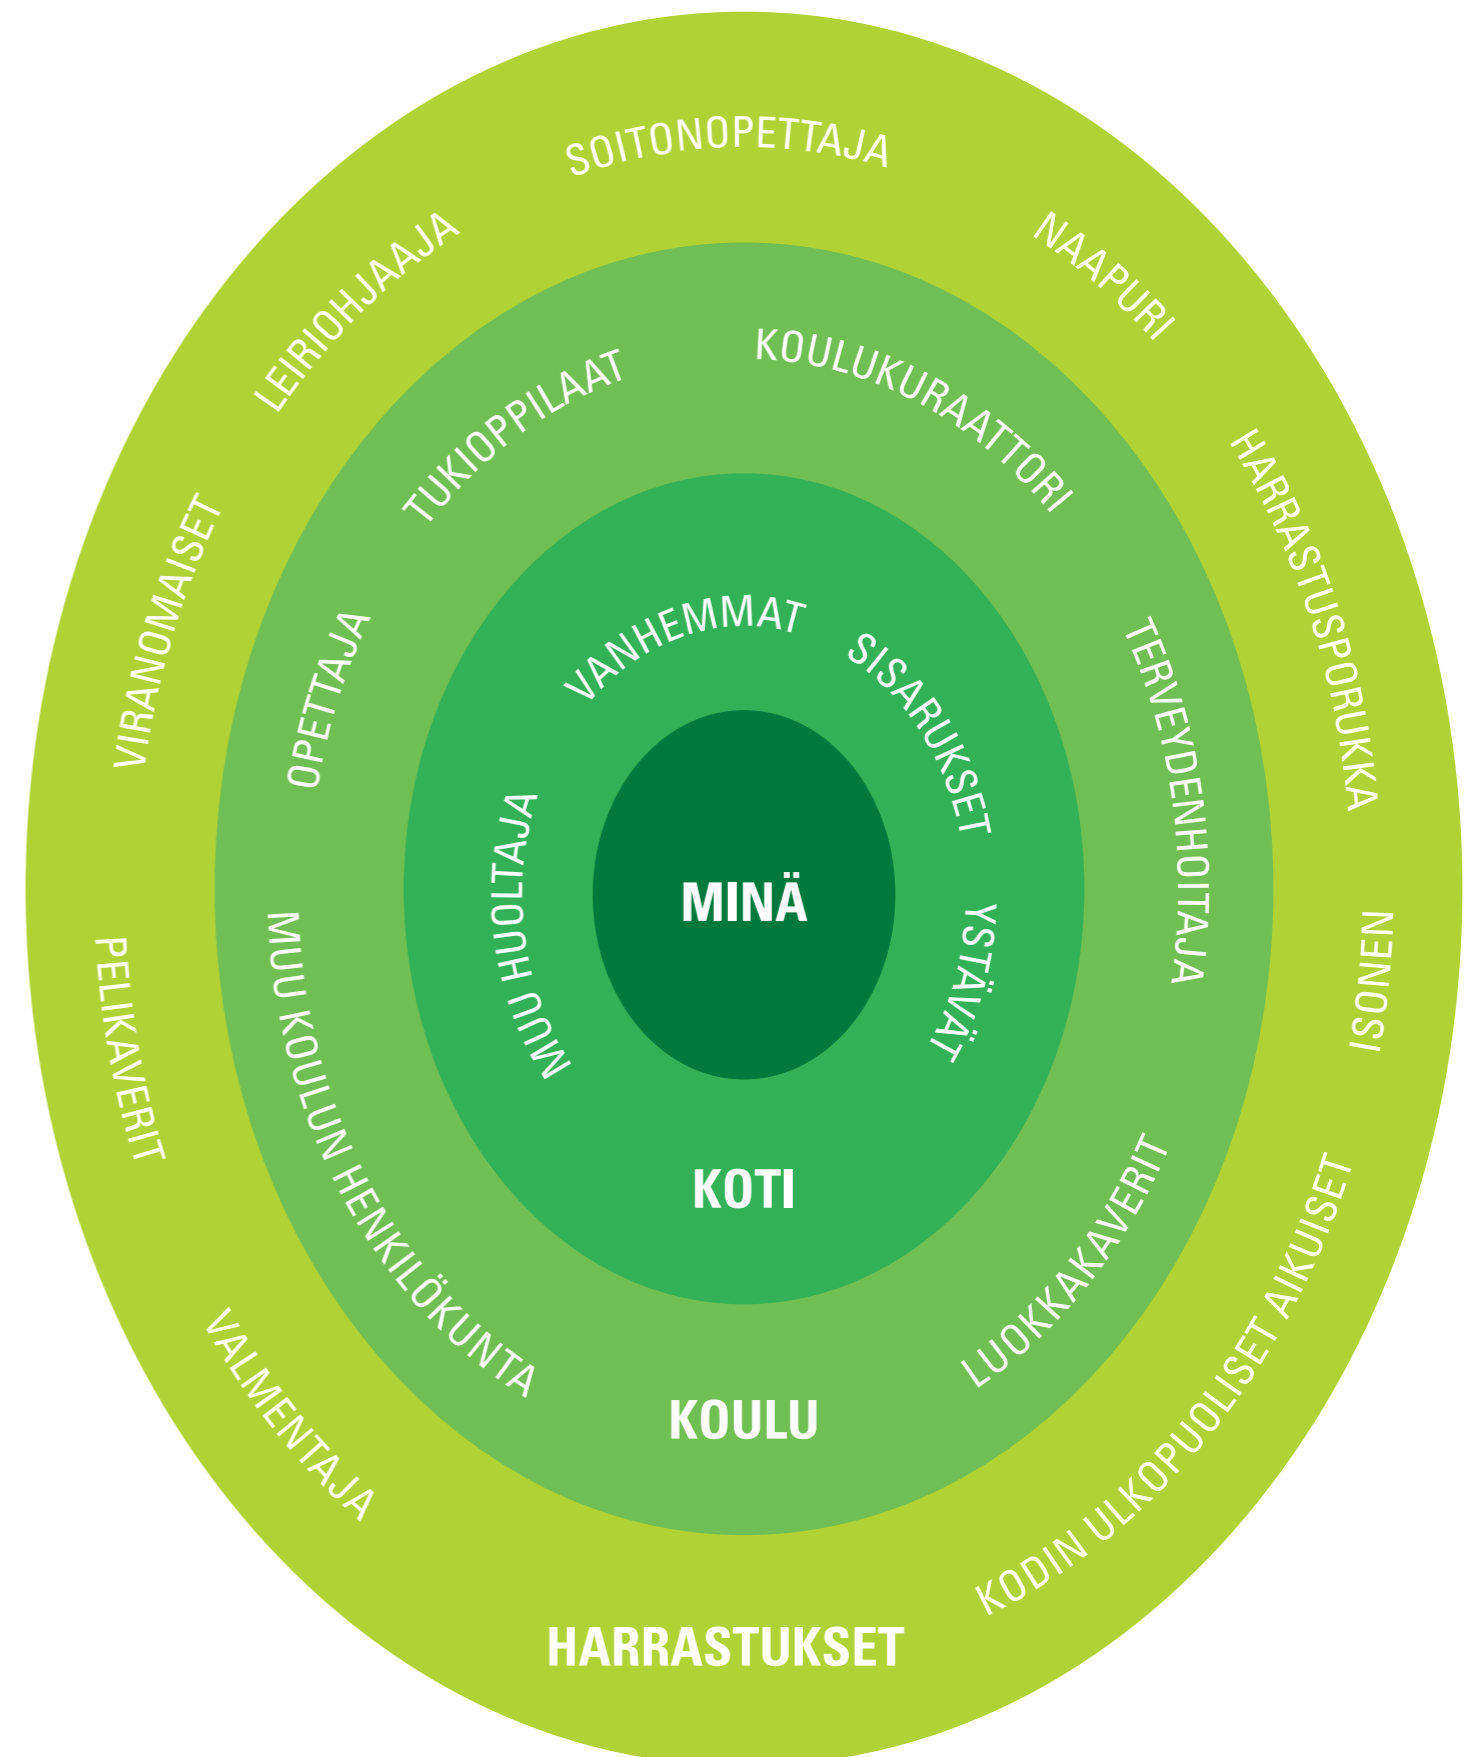 SOITONOPETTAJA
NAAPURI
LEIRIOHJAAJA
HARRASTUSPORUKKA
VIRANOMAISET
ISONEN
PELIKAVERIT
KODIN ULKOPUOLISET AIKUISET
VALMENTAJA
HARRASTUKSET
KOULUKURAATTORI
TUKIOPPILAAT
TERVEYDENHOITAJA
OPETTAJA
MUU KOULUN HENKILÖKUNTA
LUOKKAKAVERIT
KOULU
VANHEMMAT
SISARUKSET
MUU HUOLTAJA
YSTÄVÄT
KOTI
MINÄ